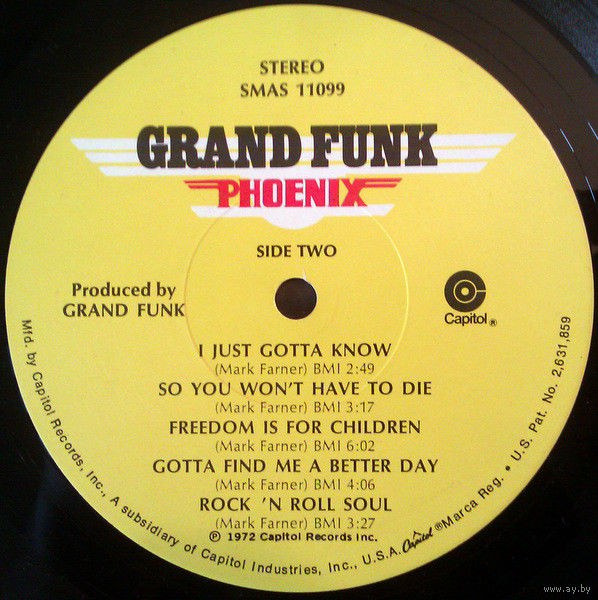 STEREO
SMAS 11099
GRAND FUNK
PHOENIX
SIDE TWO
Produced by
GRAND FUNK
Capitol®
I JUST GOTTA KNOW
(Mark Farner) BMI 2:49
SO YOU WON'T HAVE TO DIE
(Mark Farner) BMI 3:17
FREEDOM IS FOR CHILDREN
(Mark Farner) BMI 6:02
GOTTA FIND ME A BETTER DAY
(Mark Farner) BMI 4:06
ROCK 'N ROLL SOUL
(Mark Farner) BMI 3:27
℗ 1972 Capitol Records Inc.
Mfd. by Capitol Records, Inc., A subsidiary of Capitol Industries, Inc., U.S.A. Capitol ®Marca Reg. • U.S. Pat. No. 2,631,859
www.ay.by